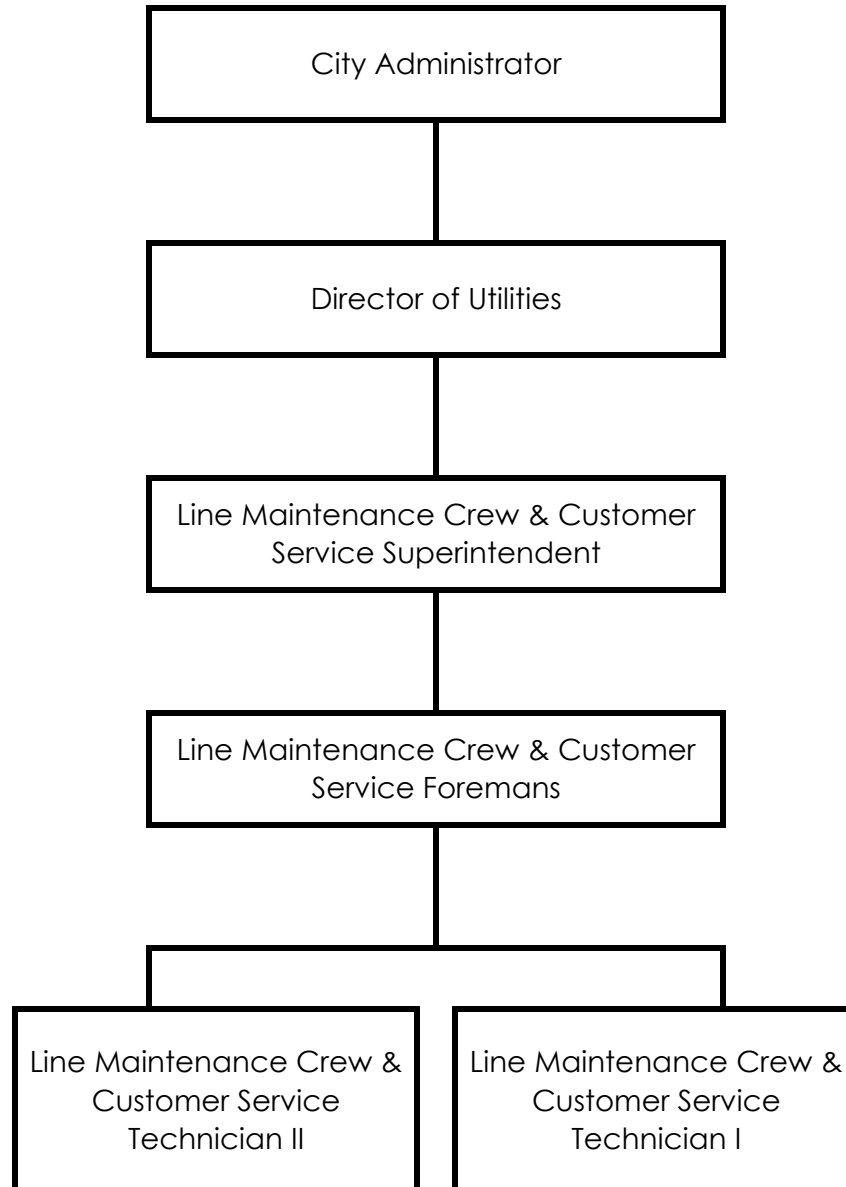 City Administrator
Director of Utilities
Line Maintenance Crew & Customer
Service Superintendent
Line Maintenance Crew & Customer
Service Foremans
Line Maintenance Crew &
Customer Service
Technician II
Line Maintenance Crew &
Customer Service
Technician I